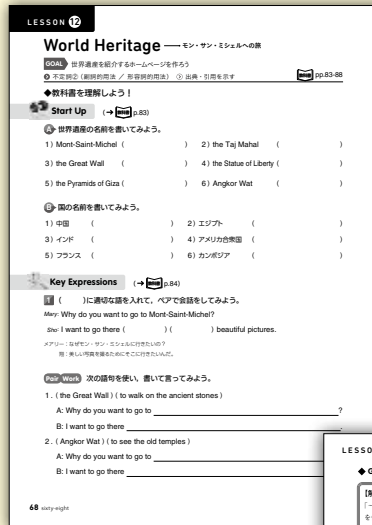 LESSON 12
World Heritage — モン・サン・ミシェルへの旅
GOAL 世界遺産を紹介するホームページを作ろう
不定詞②（副詞的用法 / 形容詞的用法） 出典・引用を示す pp.83-88
◆教科書を理解しよう！
Start Up (→ p.83)
A 世界遺産の名前を書いてみよう。
1) Mont-Saint-Michel ( ) 2) the Taj Mahal ( )
3) the Great Wall ( ) 4) the Statue of Liberty ( )
5) the Pyramids of Giza ( ) 6) Angkor Wat ( )
B 国の名前を書いてみよう。
1) 中国 ( ) 2) エジプト ( )
3) インド ( ) 4) アメリカ合衆国 ( )
5) フランス ( ) 6) カンボジア ( )
Key Expressions (→ p.84)
1 ( )に適切な語を入れて，ペアで会話をしてみよう。
Mary: Why do you want to go to Mont-Saint-Michel?
Sho: I want to go there ( ) ( ) beautiful pictures.
メアリー：なぜモン・サン・ミシェルに行きたいの？
翔：美しい写真を撮るためにそこに行きたいんだ。
Pair Work 次の語句を使い，書いて言ってみよう。
1. ( the Great Wall ) ( to walk on the ancient stones )
A: Why do you want to go to ?
B: I want to go there .
2. ( Angkor Wat ) ( to see the old temples )
A: Why do you want to go to
B: I want to go there
68 sixty-eight
LESSO
◆ G